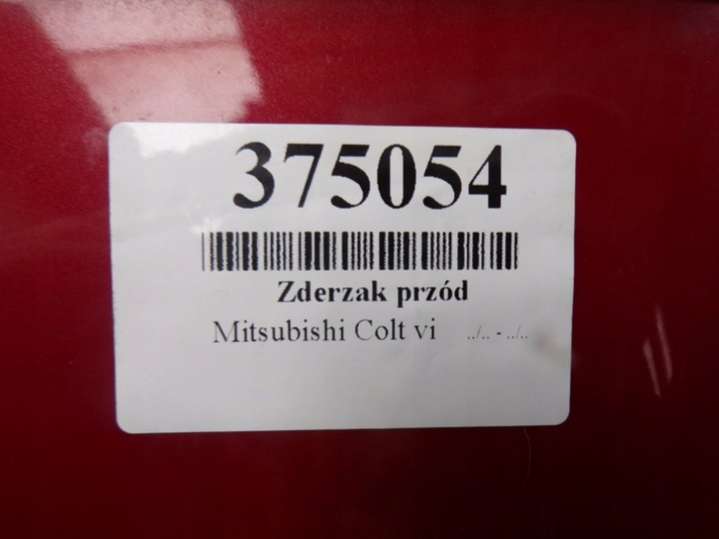 375054
Zderzak przód
Mitsubishi Colt vi ../.. - ../..